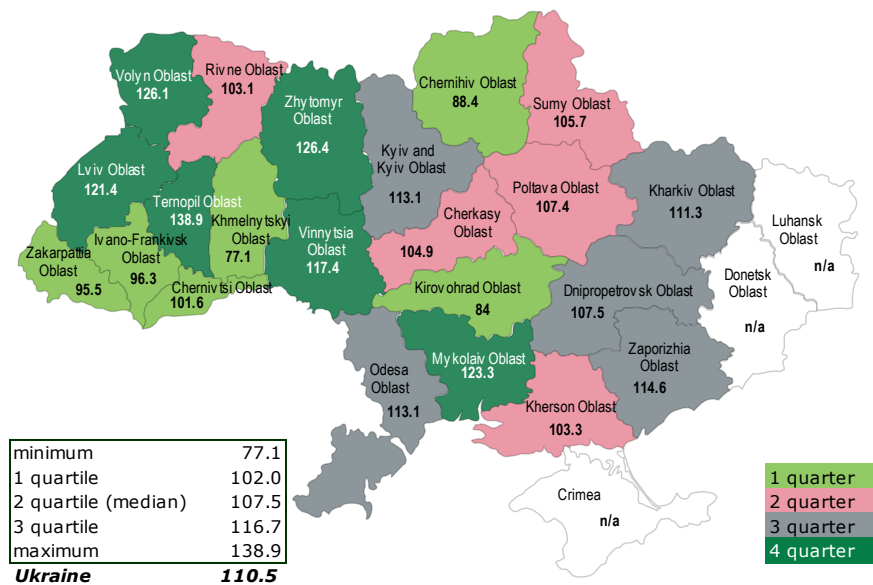 Volyn Oblast
126.1
Rivne Oblast
103.1
Zhytomyr
Oblast
126.4
Chernihiv Oblast
88.4
Sumy Oblast
105.7
Kyiv and
Kyiv Oblast
113.1
Lviv Oblast
121.4
Ternopil Oblast
138.9
Khmelnytskyi
Oblast
77.1
Vinnytsia
Oblast
117.4
Cherkasy
Oblast
104.9
Poltava Oblast
107.4
Kharkiv Oblast
111.3
Luhansk
Oblast
n/a
Donetsk
Oblast
n/a
Zakarpattia
Oblast
95.5
Ivano-Frankivsk
Oblast
96.3
Chernivtsi Oblast
101.6
Kirovohrad Oblast
84
Dnipropetrovsk Oblast
107.5
Zaporizhia
Oblast
114.6
Odesa
Oblast
113.1
Mykolaiv Oblast
123.3
Kherson Oblast
103.3
Crimea
n/a
minimum 77.1
1 quartile 102.0
2 quartile (median) 107.5
3 quartile 116.7
maximum 138.9
Ukraine 110.5
1 quarter
2 quarter
3 quarter
4 quarter